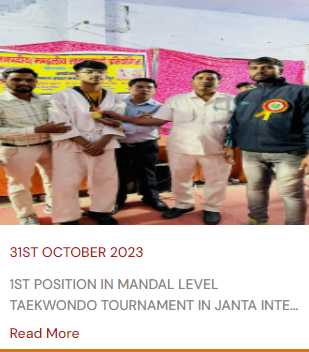 31ST OCTOBER 2023
1ST POSITION IN MANDAL LEVEL
TAEKWONDO TOURNAMENT IN JANTA INTE...
Read More